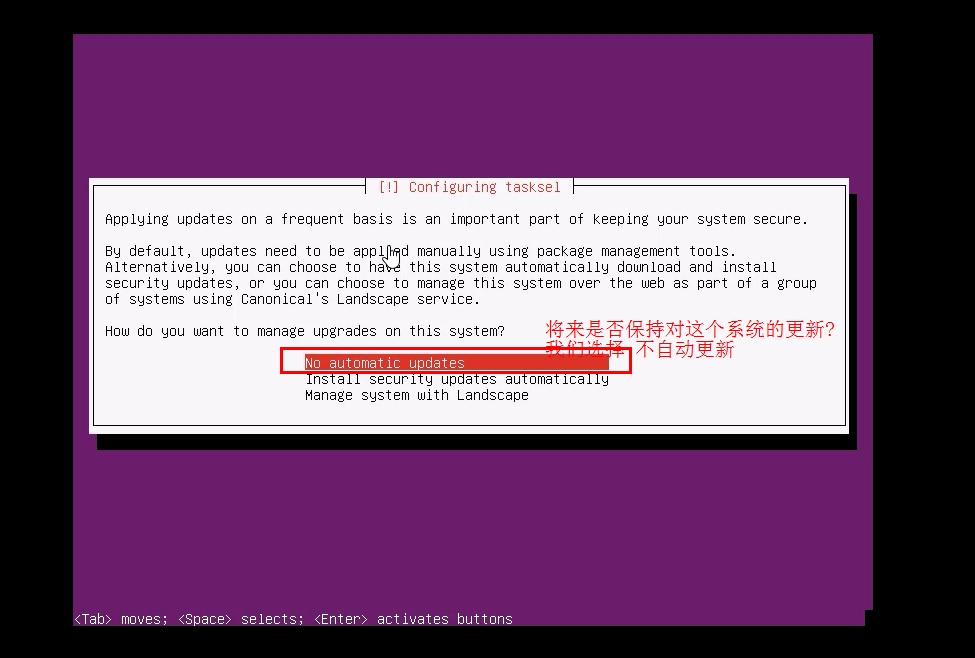 [!] Configuring tasksel
Applying updates on a frequent basis is an important part of keeping your system secure.
By default, updates need to be applied manually using package management tools.
Alternatively, you can choose to have this system automatically download and install
security updates, or you can choose to manage this system over the web as part of a group
of systems using Canonical's Landscape service.
How do you want to manage upgrades on this system?
将来是否保持对这个系统的更新?
我们选择 不自动更新
No automatic updates
Install security updates automatically
Manage system with Landscape
<Tab> moves; <Space> selects; <Enter> activates buttons